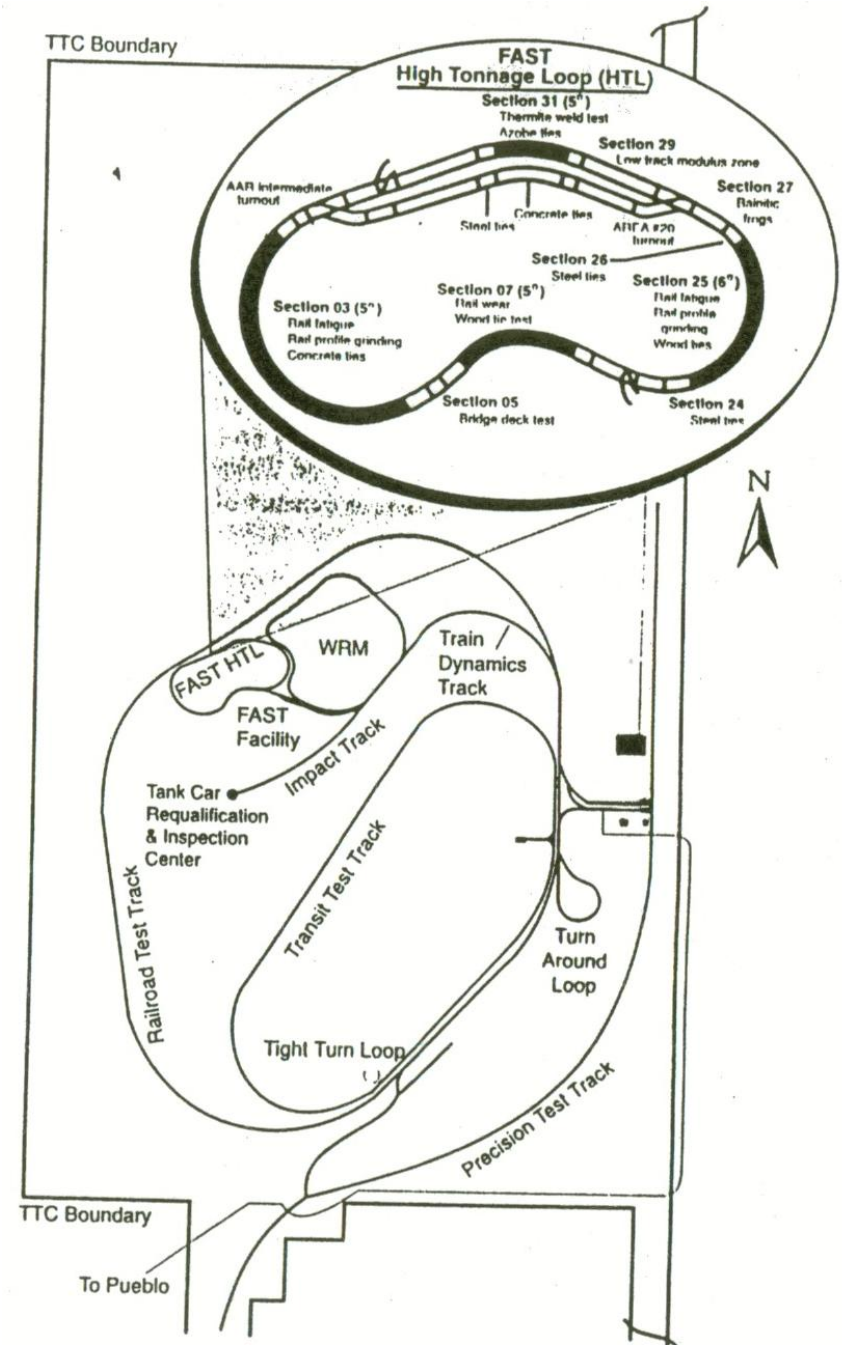 TTC Boundary
FAST
High Tonnage Loop (HTL)
Section 31 (5")
Thermite weld test
Azobe ties
Section 29
Low track modulus zone
AAR intermediate
turnout
Section 27
Bainitic
frogs
Steel ties
Concrete ties
AREA #20
turnout
Section 26
Steel ties
Section 03 (5")
Rail fatigue
Rail profile grinding
Concrete ties
Section 07 (5")
Rail wear
Wood tie test
Section 25 (6")
Rail fatigue
Rail profile
grinding
Wood ties
Section 05
Bridge deck test
Section 24
Steel ties
N
FAST HTL
WRM
Train
Dynamics
Track
FAST
Facility
Impact Track
Tank Car
Requalification
& Inspection
Center
Railroad Test Track
Transit Test Track
Turn
Around
Loop
Tight Turn Loop
Precision Test Track
TTC Boundary
To Pueblo